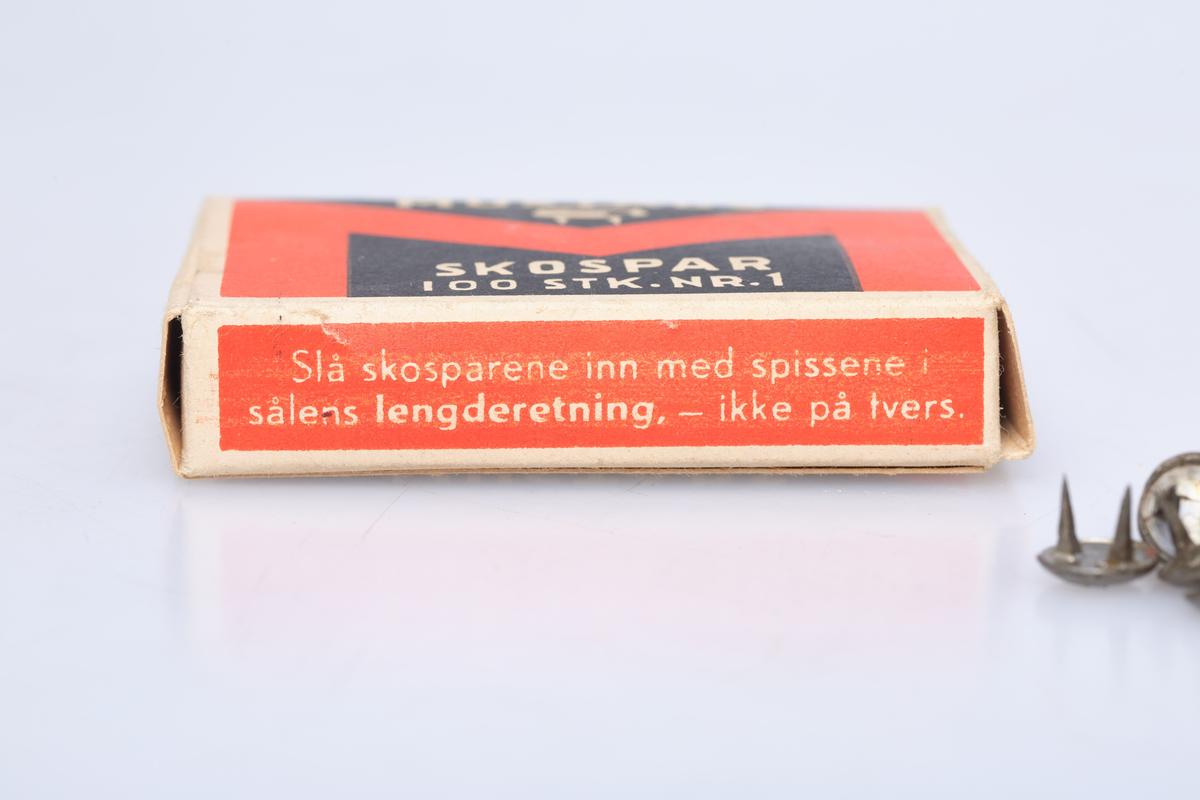 SKOSPAR
100 STK. NR. 1
Slå skosparene inn med spissene i
sålens lengderetning, – ikke på tvers.